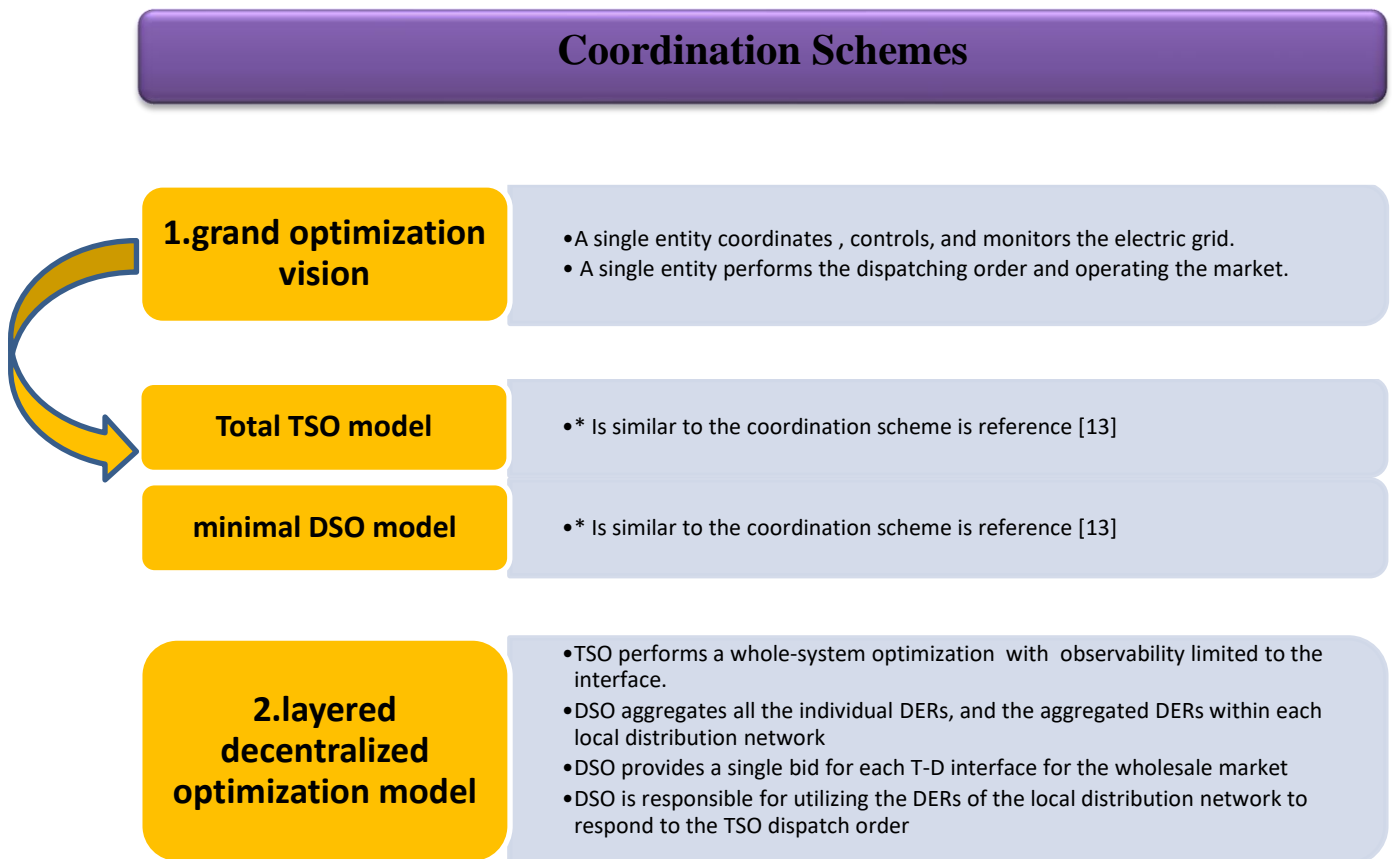 Coordination Schemes
1.grand optimization
vision
•A single entity coordinates , controls, and monitors the electric grid.
• A single entity performs the dispatching order and operating the market.
Total TSO model
•* Is similar to the coordination scheme is reference [13]
minimal DSO model
•* Is similar to the coordination scheme is reference [13]
2.layered
decentralized
optimization model
•TSO performs a whole-system optimization with observability limited to the
interface.
•DSO aggregates all the individual DERs, and the aggregated DERs within each
local distribution network
•DSO provides a single bid for each T-D interface for the wholesale market
•DSO is responsible for utilizing the DERs of the local distribution network to
respond to the TSO dispatch order